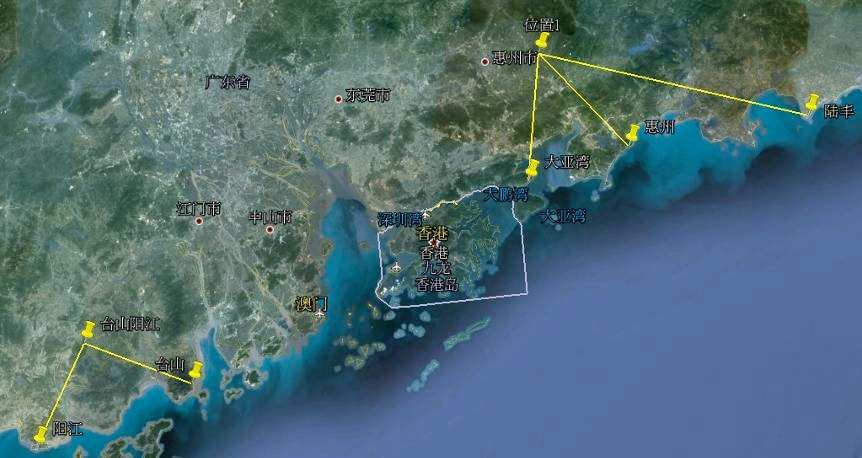 位置1
惠州市
广东省
东莞市
陆丰
惠州
大亚湾
大鹏湾
江门市
中山市
深圳湾
大亚湾
香港
香港
九龙
香港岛
澳门
台山阳江
台山
阳江